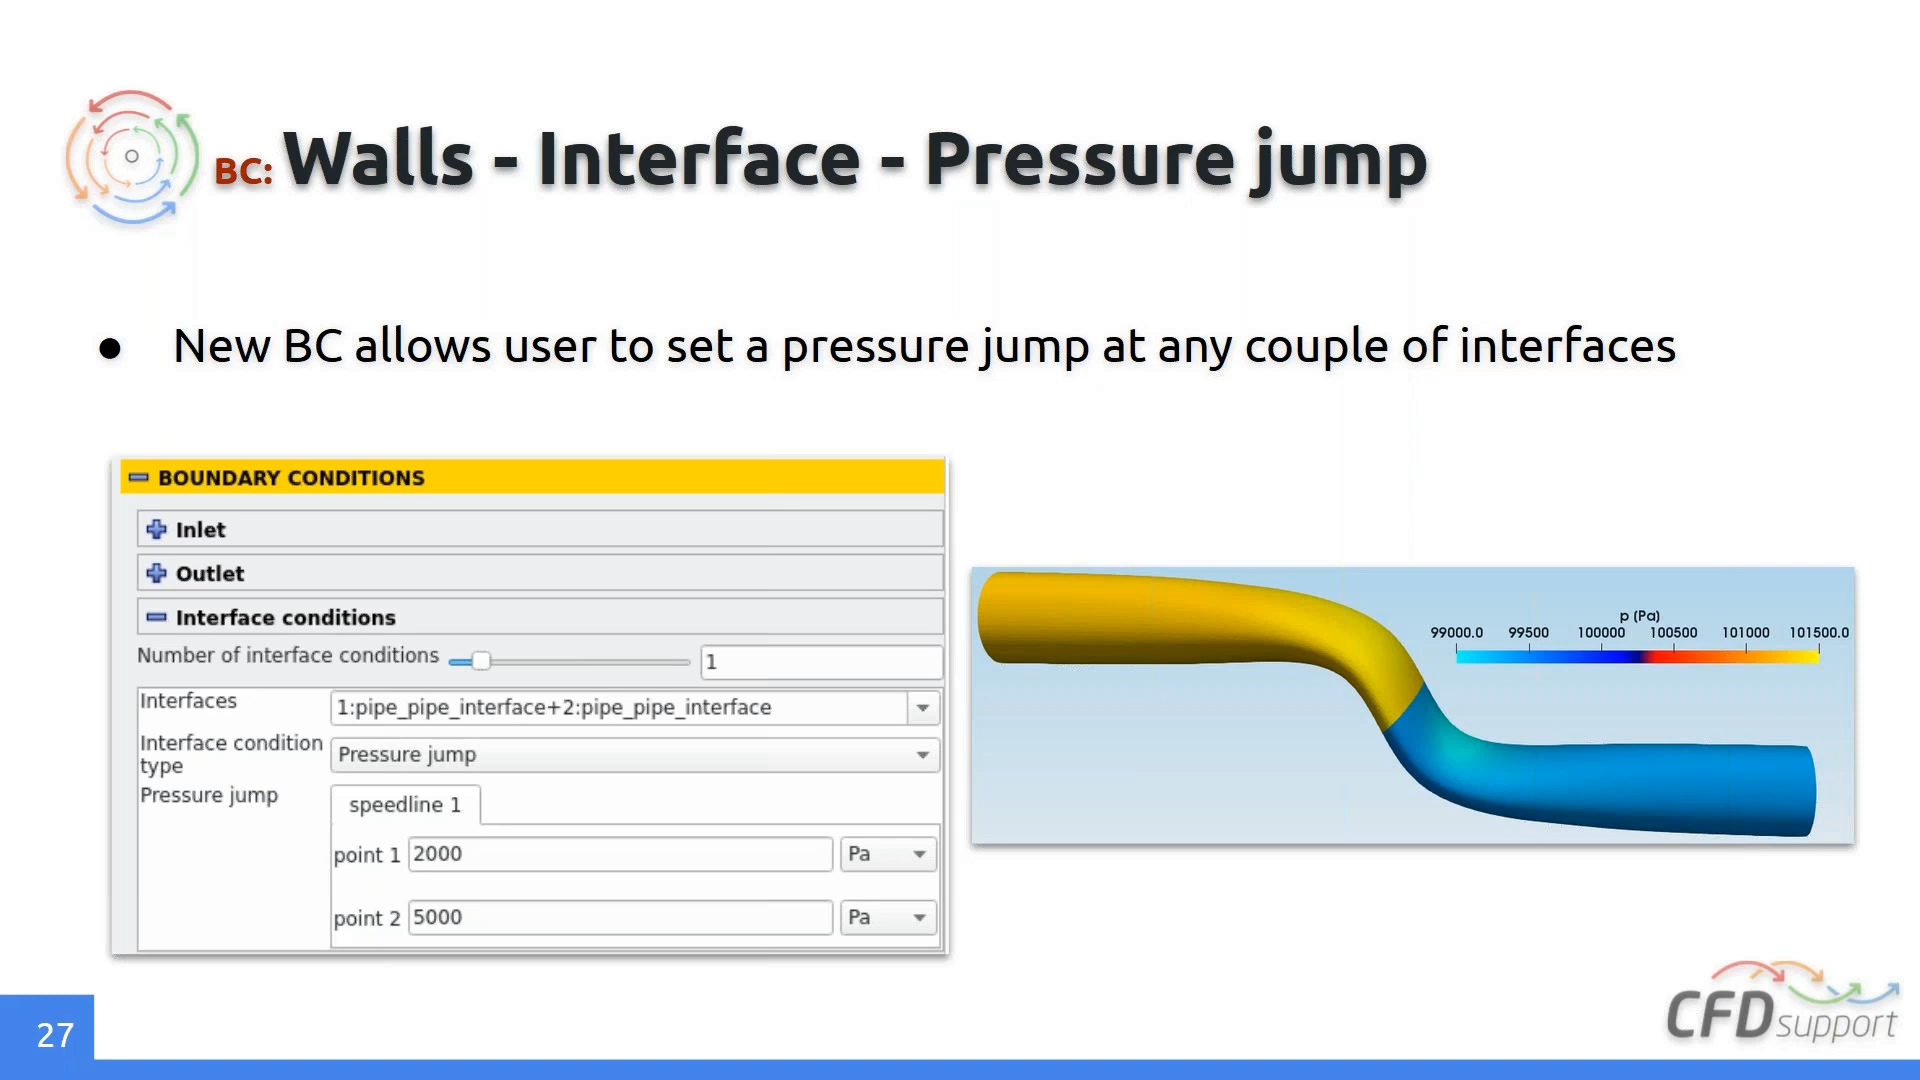 BC: Walls - Interface - Pressure jump
● New BC allows user to set a pressure jump at any couple of interfaces
BOUNDARY CONDITIONS
Inlet
Outlet
Interface conditions
Number of interface conditions 1
Interfaces 1:pipe_pipe_interface+2:pipe_pipe_interface
Interface condition
type
Pressure jump
Pressure jump
speedline 1
point 1 2000 Pa
point 2 5000 Pa
p (Pa)
99000.0 99500 100000 100500 101000 101500.0
27
CFD support